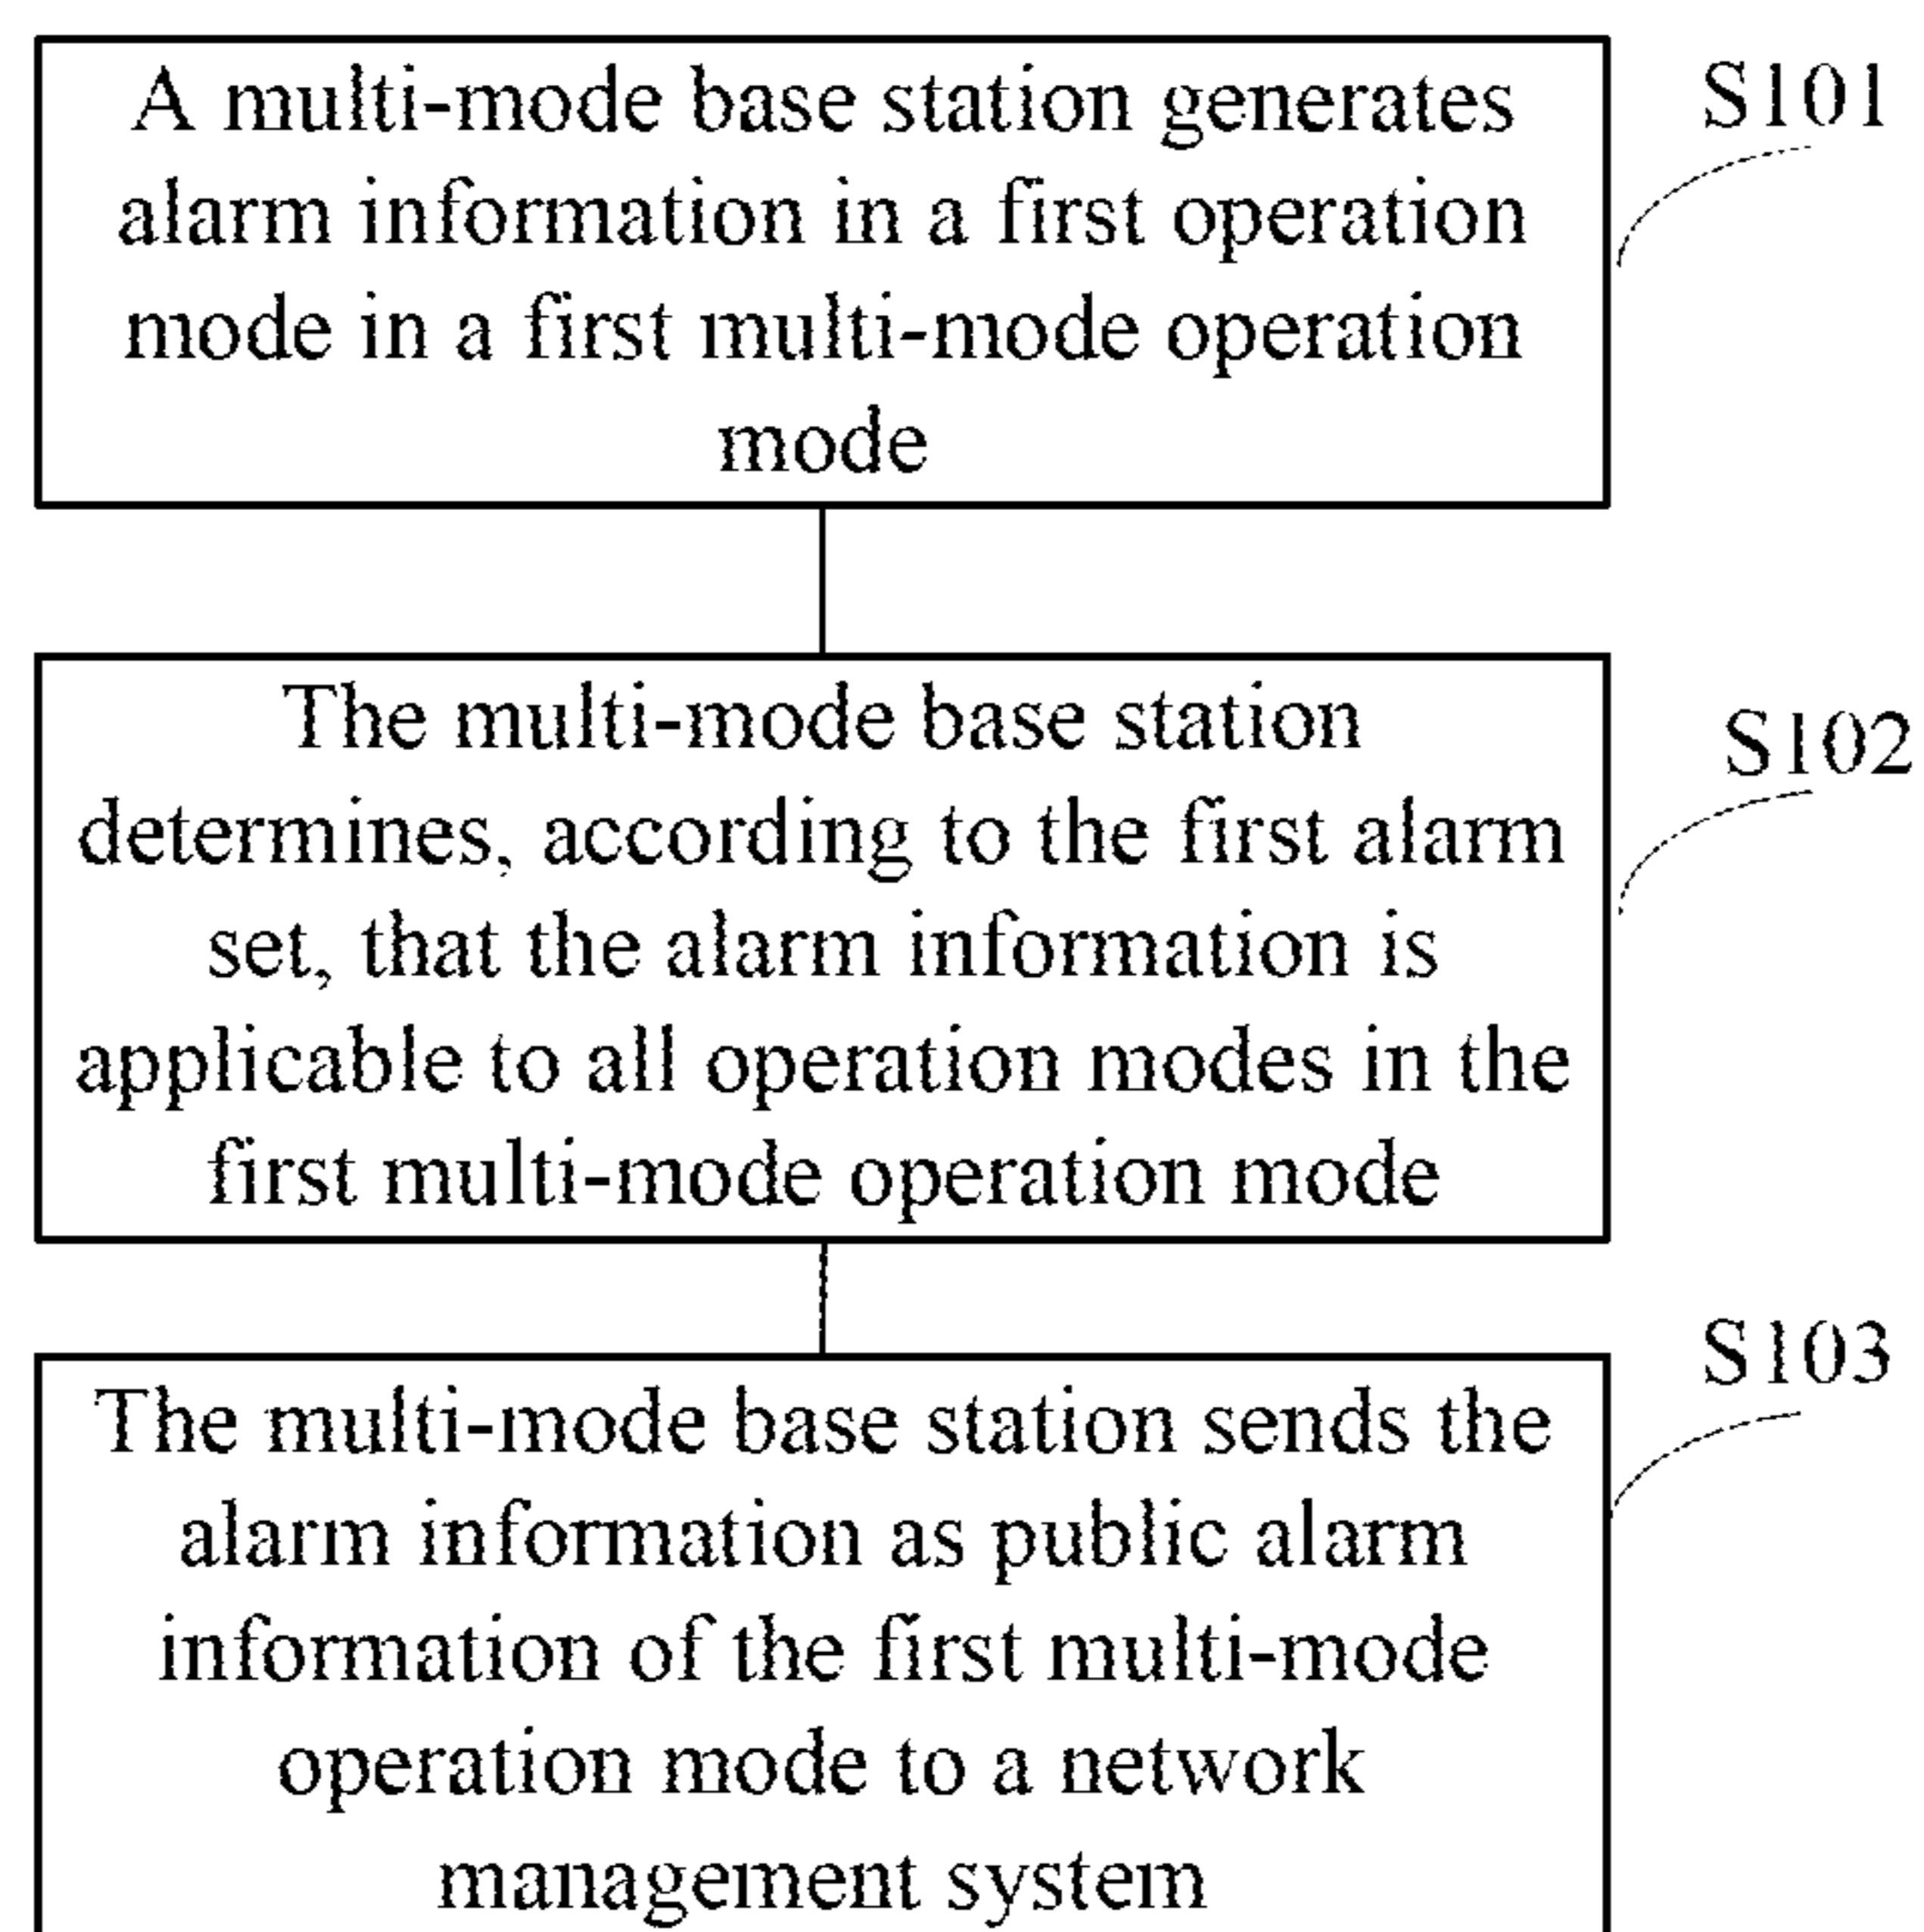 A multi-mode base station generates
alarm information in a first operation
mode in a first multi-mode operation
mode
S101
The multi-mode base station
determines, according to the first alarm
set, that the alarm information is
applicable to all operation modes in the
first multi-mode operation mode
S102
The multi-mode base station sends the
alarm information as public alarm
information of the first multi-mode
operation mode to a network
management system
S103